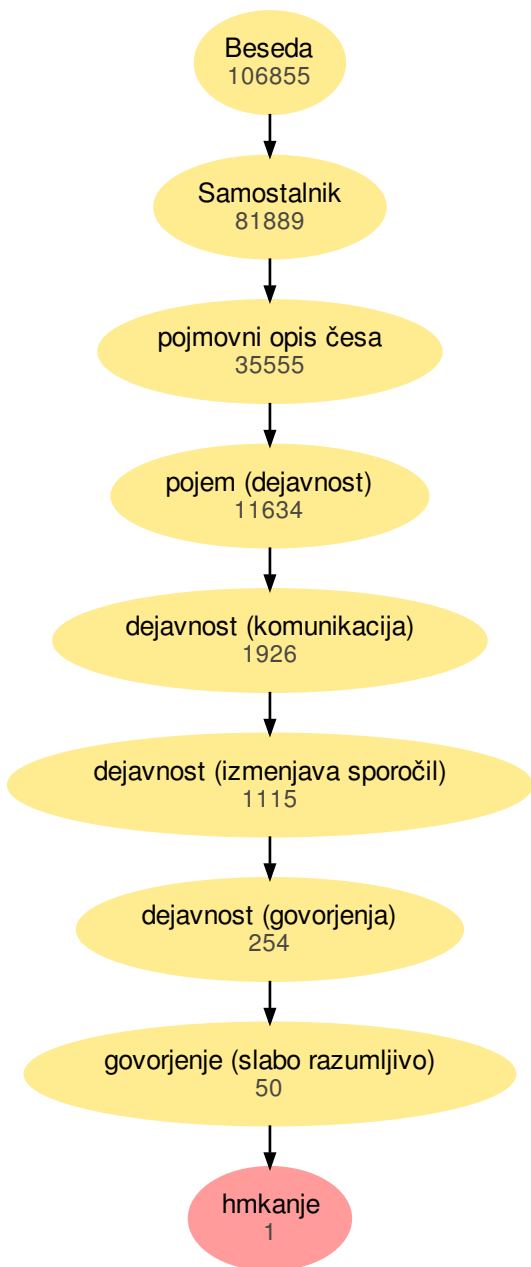 Beseda
106855
Samostalnik
81889
pojmovni opis česa
35555
pojem (dejavnost)
11634
dejavnost (komunikacija)
1926
dejavnost (izmenjava sporočil)
1115
dejavnost (govorjenja)
254
govorjenje (slabo razumljivo)
50
hmkanje
1